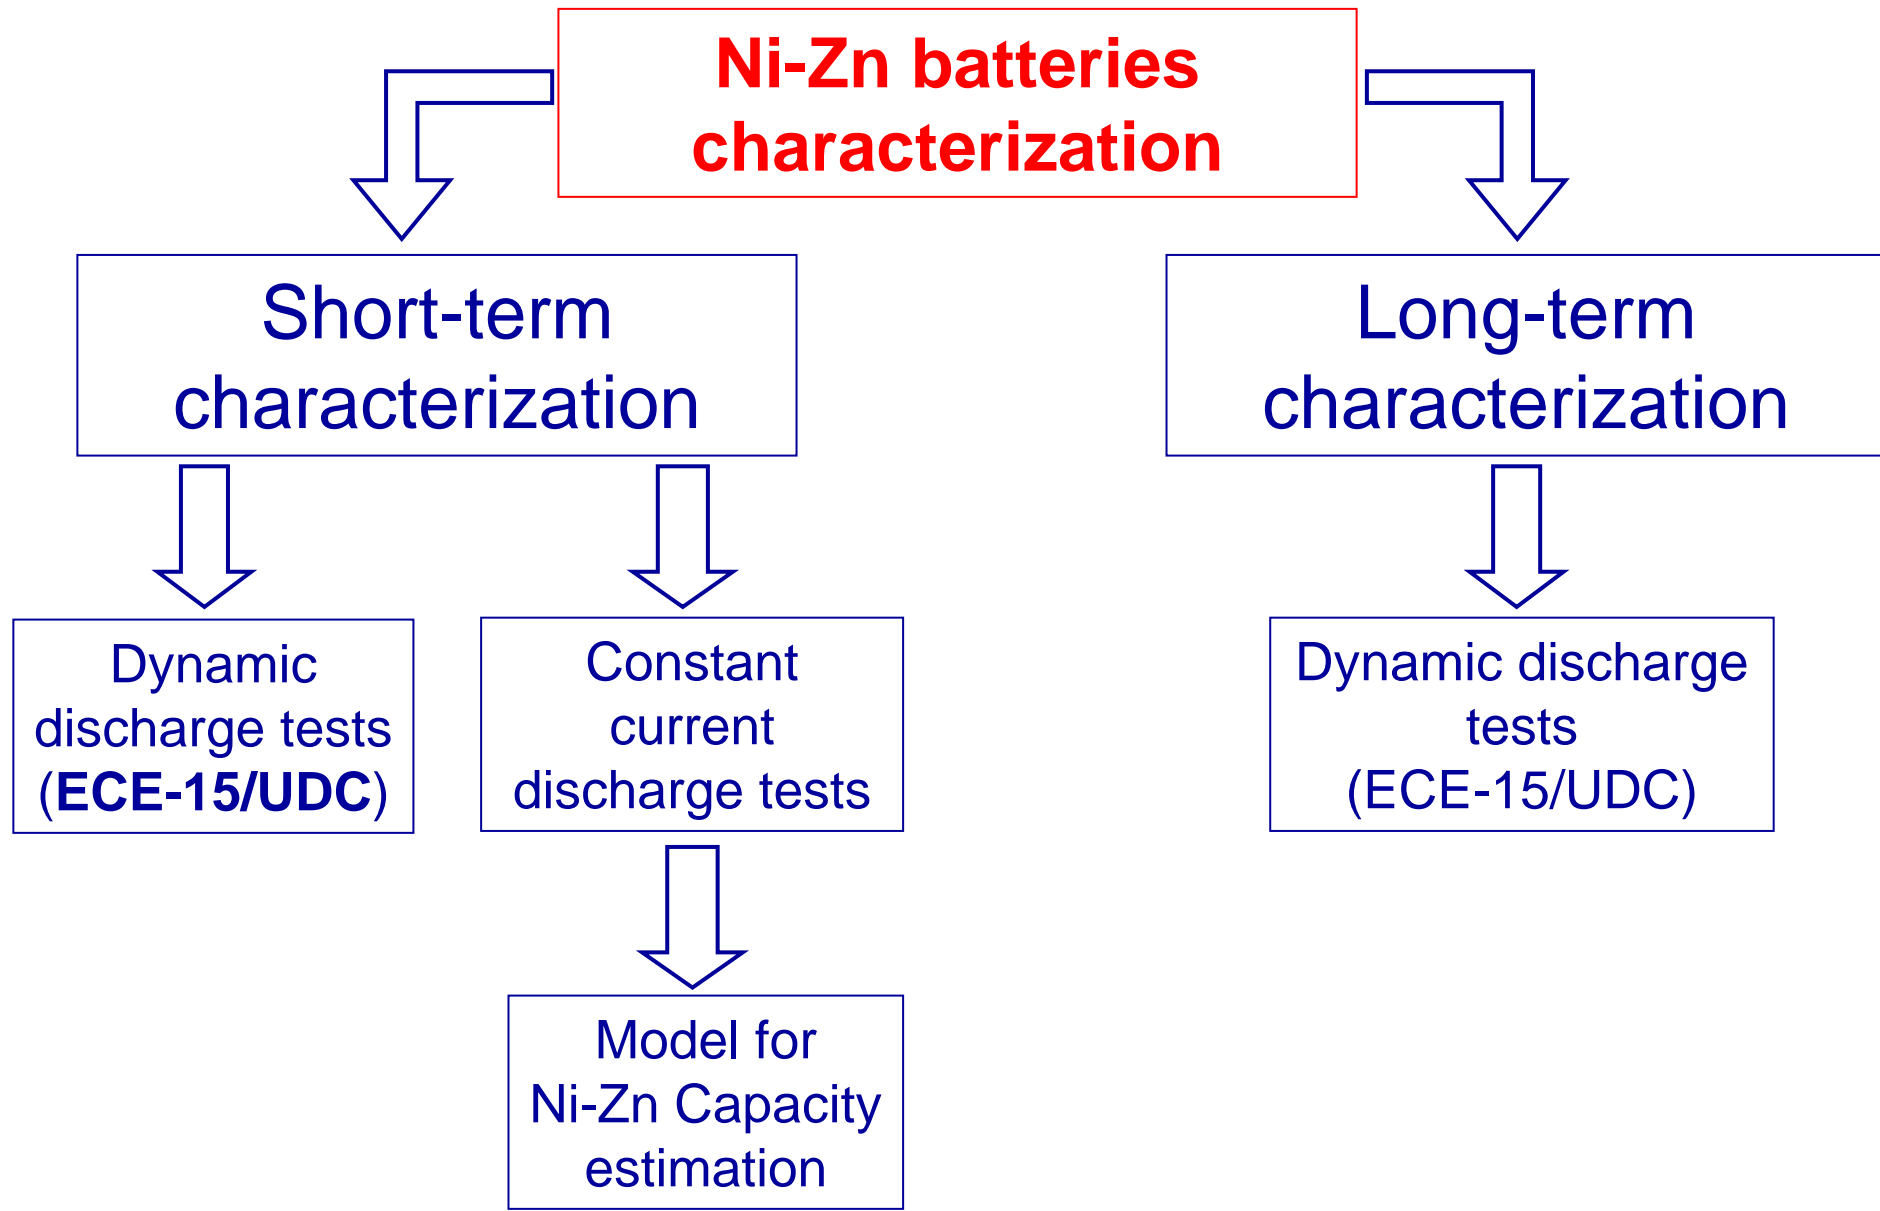 Ni-Zn batteries
characterization
Short-term
characterization
Long-term
characterization
Dynamic
discharge tests
(ECE-15/UDC)
Constant
current
discharge tests
Dynamic discharge
tests
(ECE-15/UDC)
Model for
Ni-Zn Capacity
estimation